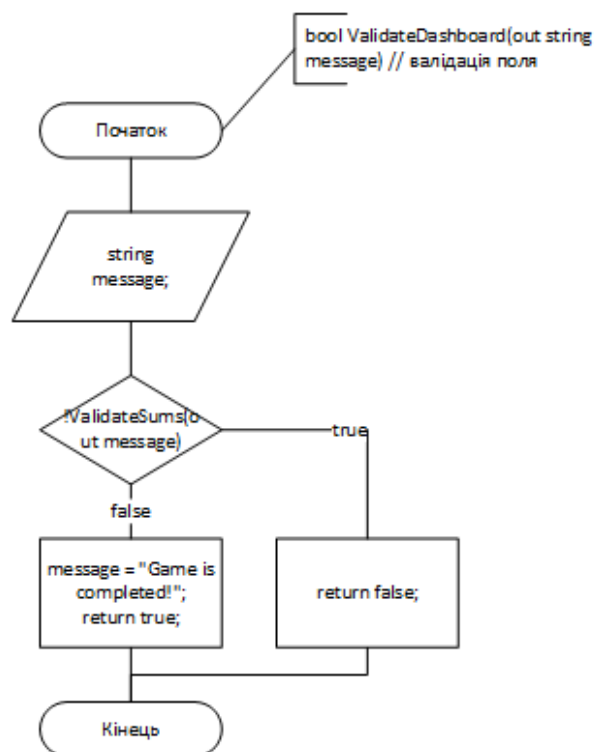 bool ValidateDashboard(out string
message) // валідація поля
Початок
string
message;
!ValidateSums(o
ut message)
true
false
message = "Game is
completed!";
return true;
return false;
Кінець